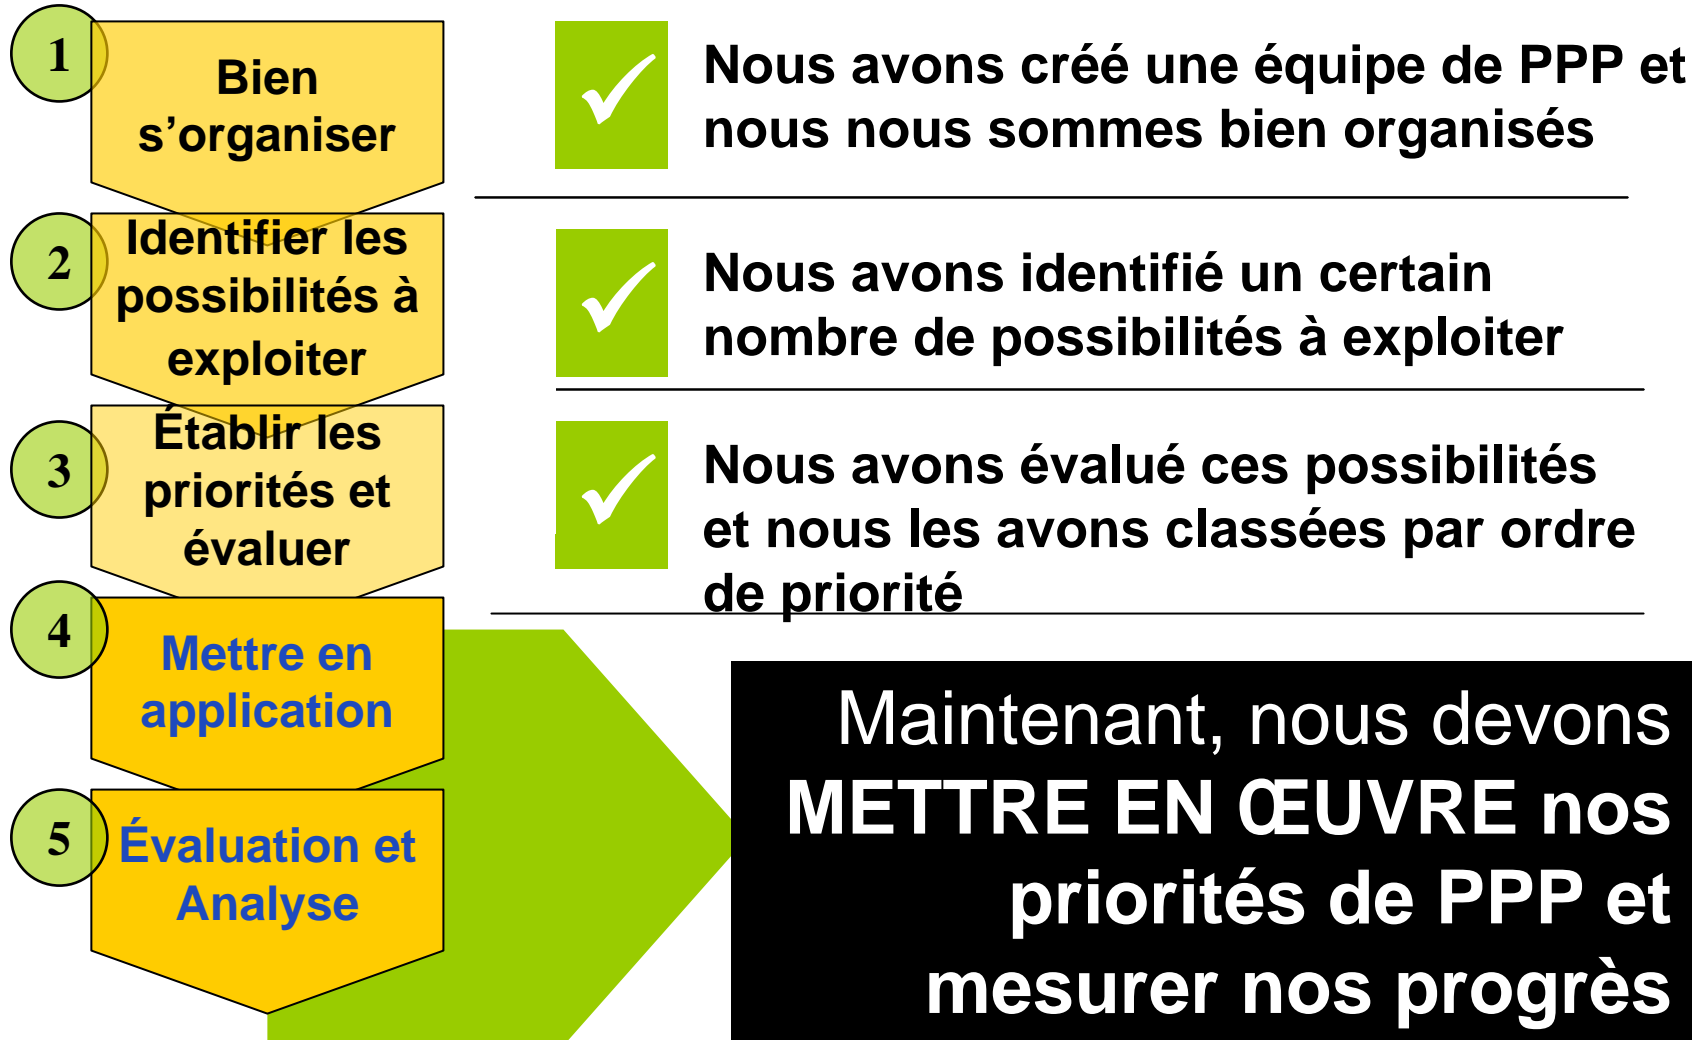 1
Bien
s’organiser
Nous avons créé une équipe de PPP et
nous nous sommes bien organisés
2
Identifier les
possibilités à
exploiter
Nous avons identifié un certain
nombre de possibilités à exploiter
3
Établir les
priorités et
évaluer
Nous avons évalué ces possibilités
et nous les avons classées par ordre
de priorité
4
Mettre en
application
5
Évaluation et
Analyse
Maintenant, nous devons
METTRE EN ŒUVRE nos
priorités de PPP et
mesurer nos progrès